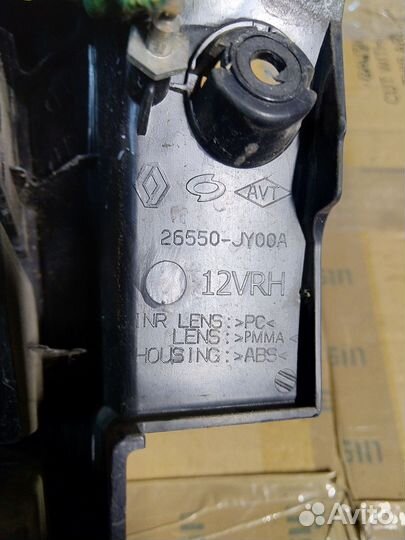 AVT
26550-JY00A
12VRH
INR LENS:>PC<
LENS:>PMMA<
HOUSING:>ABS<
Avito